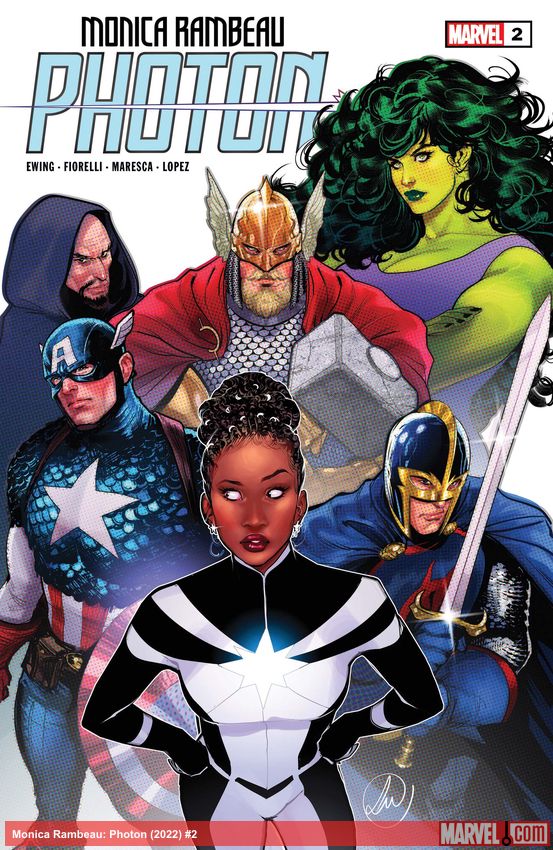 MONICA RAMBEAU
PHOTON
MARVEL 2
EWING • FIORELLI • MARESCA • LOPEZ
A
Monica Rambeau: Photon (2022) #2
MARVEL.com